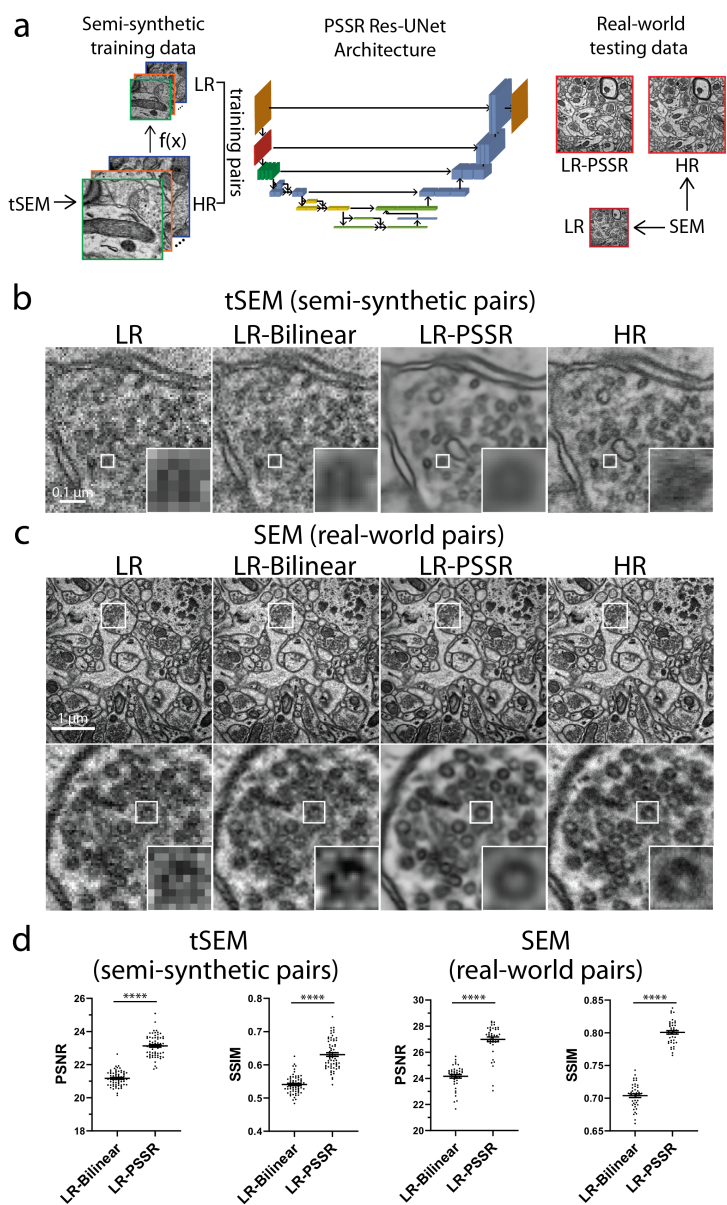 a
Semi-synthetic
training data
PSSR Res-UNet
Architecture
Real-world
testing data
LR
f(x)
tSEM
HR
training pairs
LR-PSSR
HR
LR
SEM
b
tSEM (semi-synthetic pairs)
LR
LR-Bilinear
LR-PSSR
HR
0.1 μm
c
SEM (real-world pairs)
LR
LR-Bilinear
LR-PSSR
HR
1 μm
d
tSEM
(semi-synthetic pairs)
SEM
(real-world pairs)
PSNR
26
24
22
20
18
****
LR-Bilinear
LR-PSSR
SSIM
0.8
0.7
0.6
0.5
0.4
****
LR-Bilinear
LR-PSSR
PSNR
30
28
26
24
22
20
****
LR-Bilinear
LR-PSSR
SSIM
0.85
0.80
0.75
0.70
0.65
****
LR-Bilinear
LR-PSSR